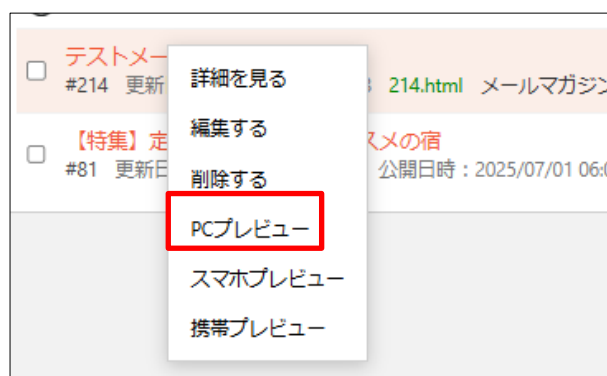 テストメー
#214 更新 214.html メールマガジン
【特集】定 スメの宿
#81 更新日 公開日時：2025/07/01 06:
詳細を見る
編集する
削除する
PCプレビュー
スマホプレビュー
携帯プレビュー